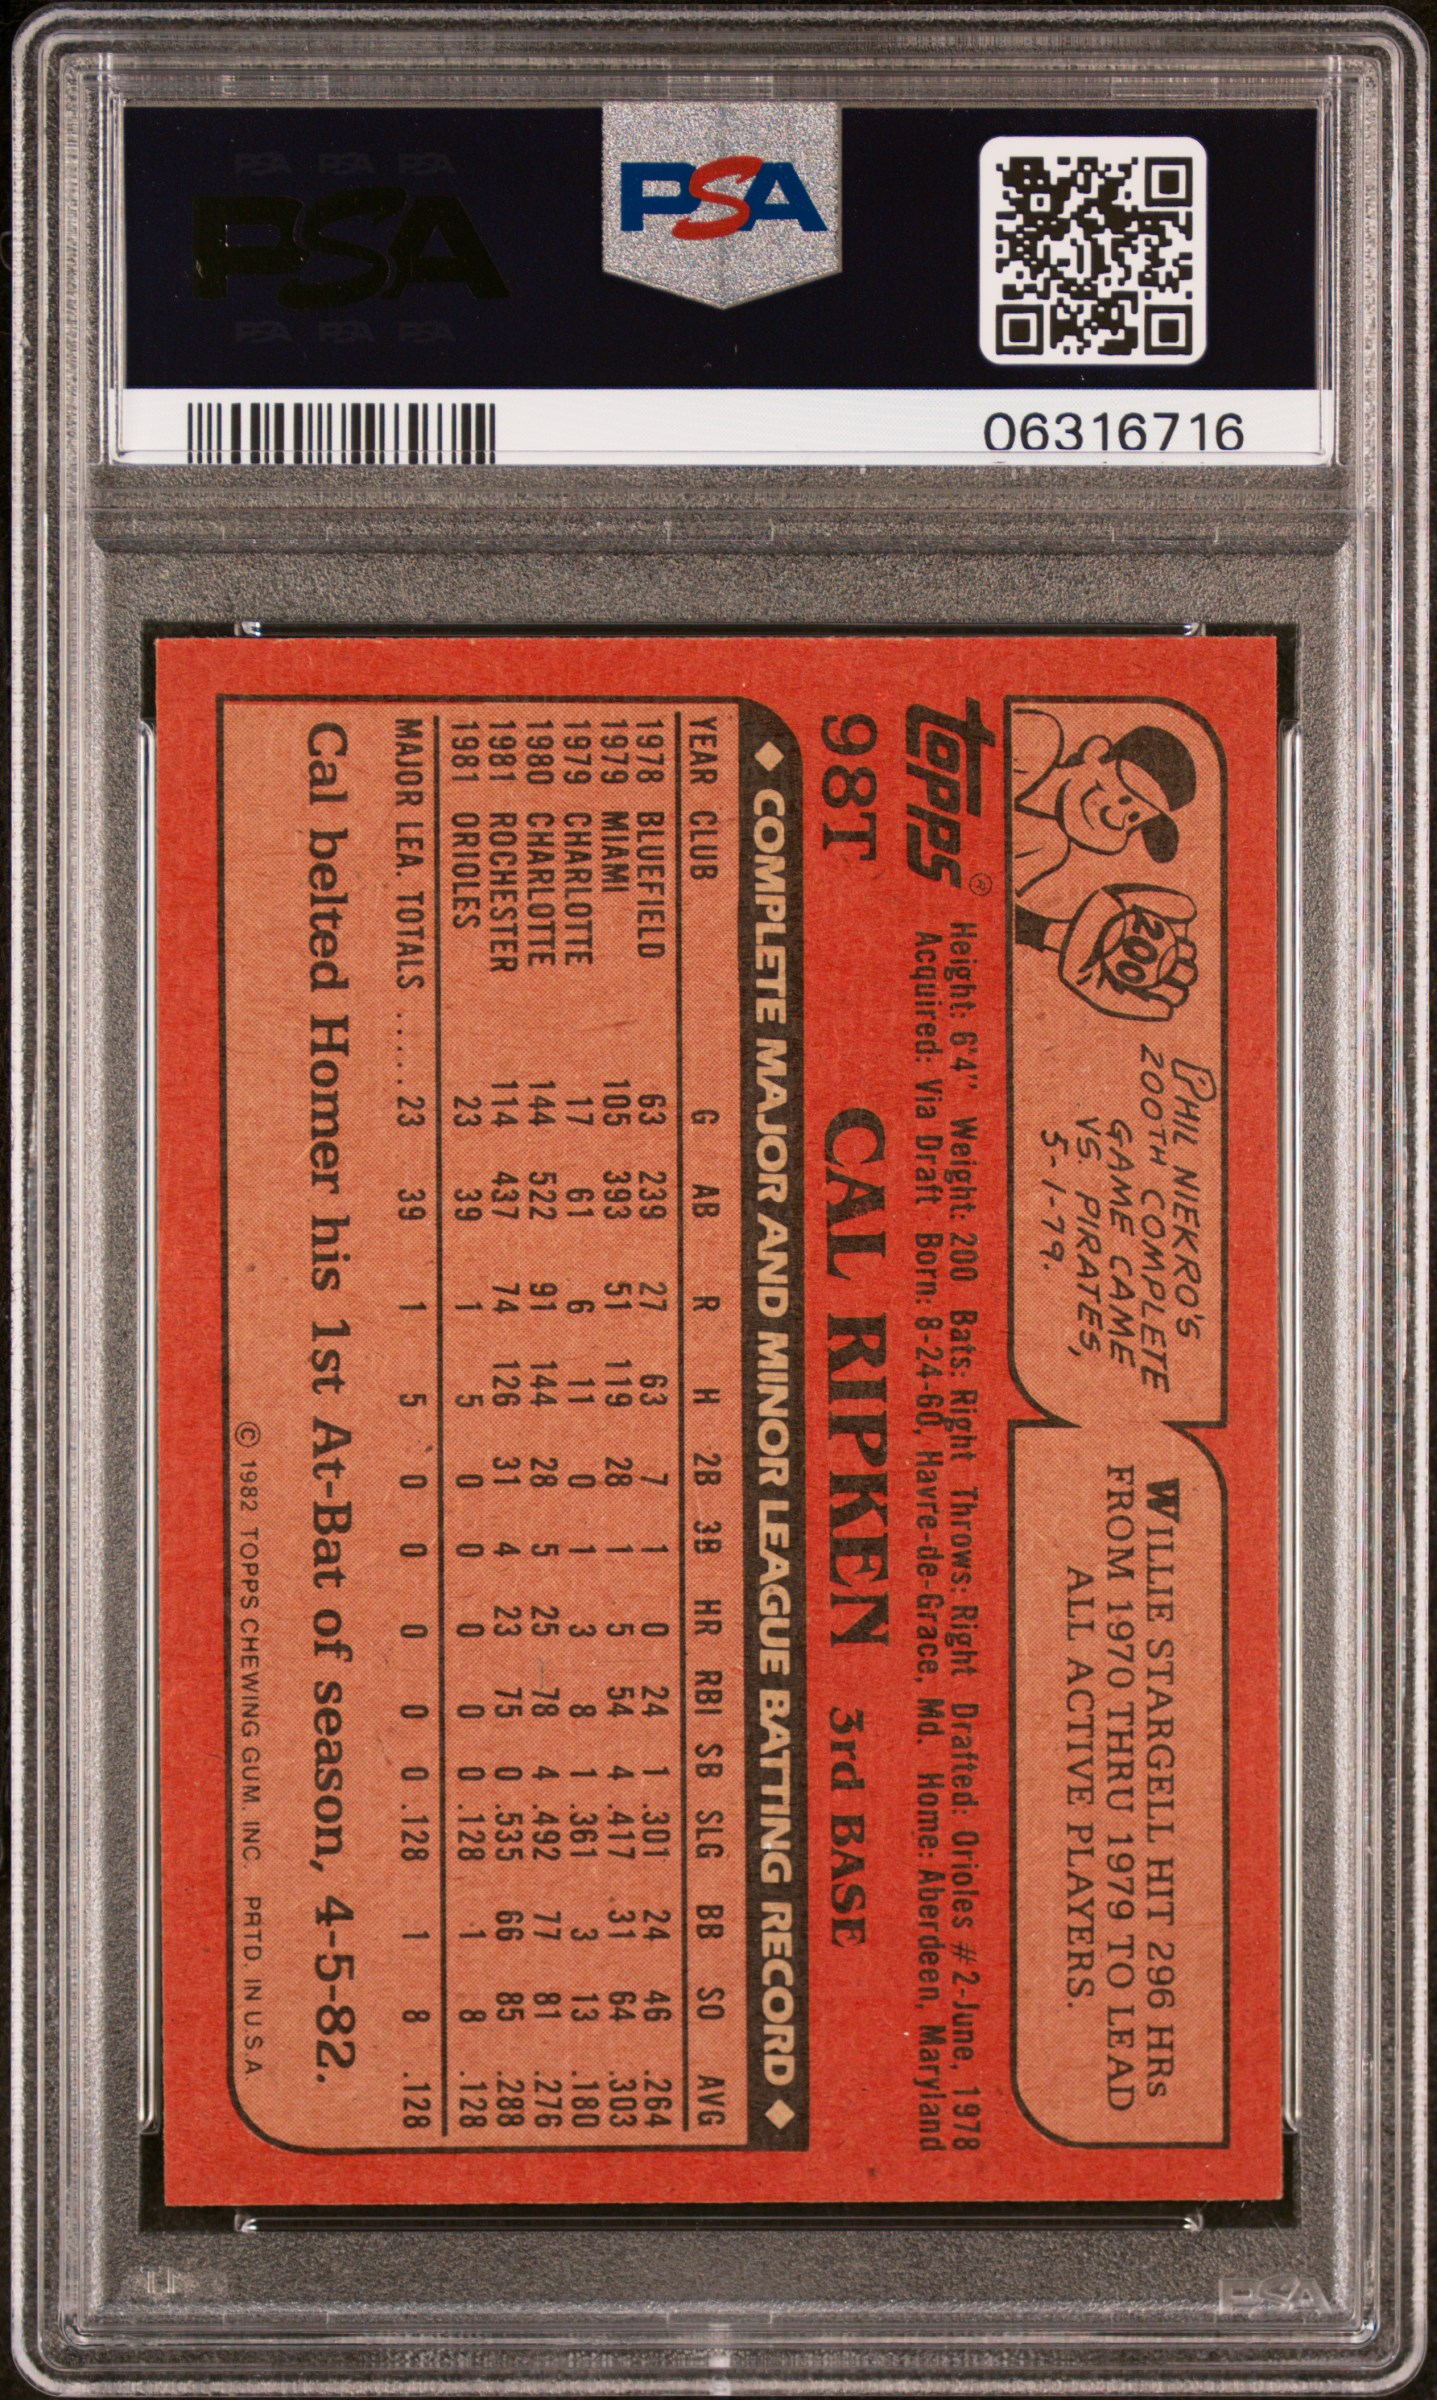 PSA PSA PSA
PSA
PSA PSA PSA
PSA
06316716
PHIL NIEKRO'S
200TH COMPLETE
GAME CAME
VS. PIRATES,
5-1-79.
200
WILLIE STARGELL HIT 296 HRs
FROM 1970 THRU 1979 TO LEAD
ALL ACTIVE PLAYERS.
topps®
Height: 6'4" Weight: 200 Bats: Right Throws: Right Drafted: Orioles #2-June, 1978
Acquired: Via Draft Born: 8-24-60, Havre-de-Grace, Md. Home: Aberdeen, Maryland
98T CAL RIPKEN 3rd BASE
◆ COMPLETE MAJOR AND MINOR LEAGUE BATTING RECORD ◆
YEAR CLUB G AB R H 2B 3B HR RBI SB SLG BB SO AVG
1978 BLUEFIELD 63 239 27 63 7 1 0 24 1 .301 24 46 .264
1979 MIAMI 105 393 51 119 28 1 5 54 4 .417 31 64 .303
1979 CHARLOTTE 17 61 6 11 0 1 3 8 1 .361 3 13 .180
1980 CHARLOTTE 144 522 91 144 28 5 25 78 4 .492 77 81 .276
1981 ROCHESTER 114 437 74 126 31 4 23 75 0 .535 66 85 .288
1981 ORIOLES 23 39 1 5 0 0 0 0 0 .128 1 8 .128
MAJOR LEA. TOTALS ..... 23 39 1 5 0 0 0 0 0 .128 1 8 .128
Cal belted Homer his 1st At-Bat of season, 4-5-82.
© 1982 TOPPS CHEWING GUM, INC. PRTD. IN U.S.A.
PSA